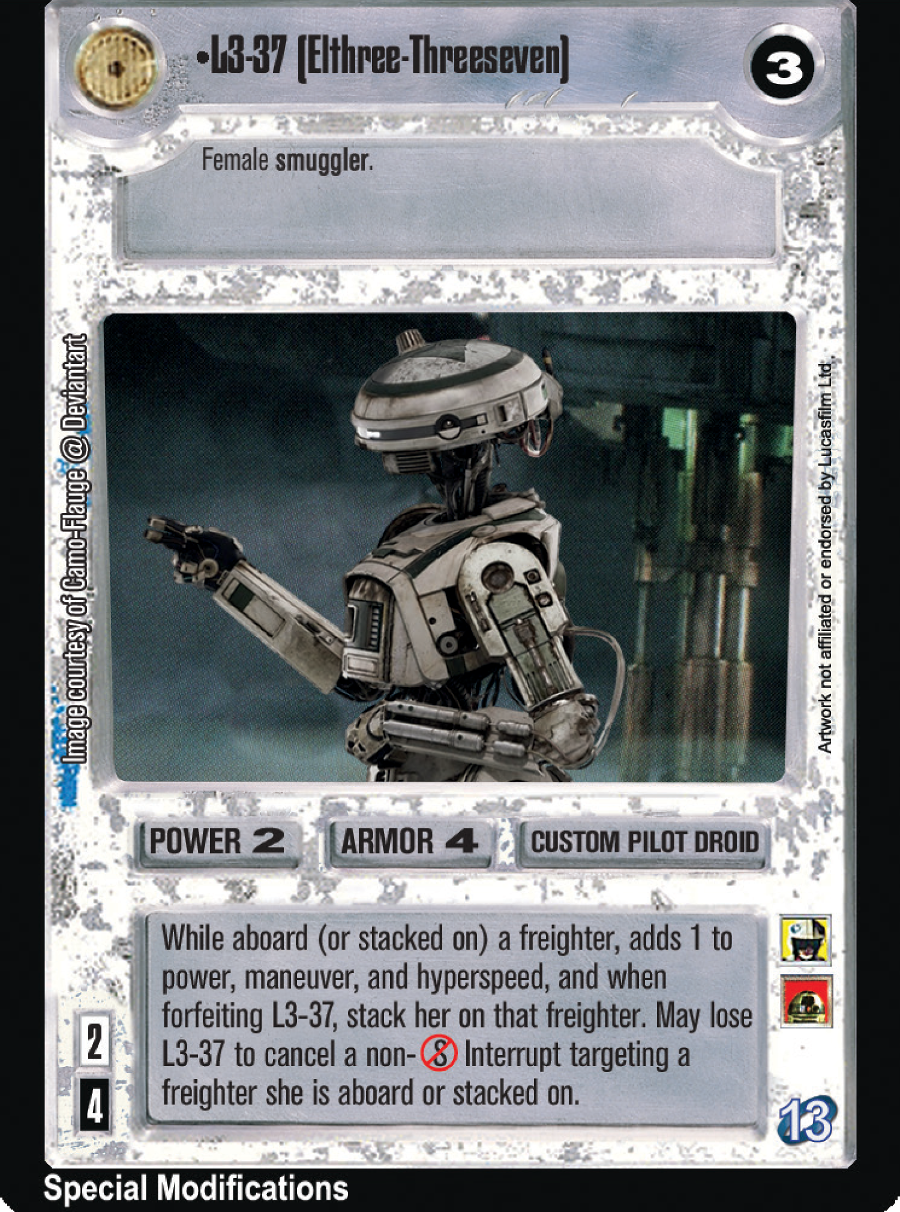 •L3-37 (Elthree-Threeseven)
3
Female smuggler.
Image courtesy of Camo-Flauge @ Deviantart
Artwork not affiliated or endorsed by Lucasfilm Ltd.
POWER 2
ARMOR 4
CUSTOM PILOT DROID
While aboard (or stacked on) a freighter, adds 1 to
power, maneuver, and hyperspeed, and when
forfeiting L3-37, stack her on that freighter. May lose
L3-37 to cancel a non- 8 Interrupt targeting a
freighter she is aboard or stacked on.
2
4
13
Special Modifications